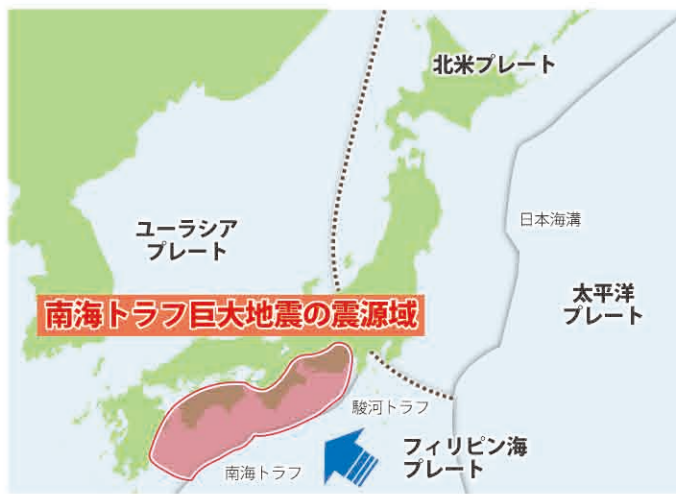 北米プレート
日本海溝
ユーラシア
プレート
太平洋
プレート
南海トラフ巨大地震の震源域
駿河トラフ
フィリピン海
プレート
南海トラフ